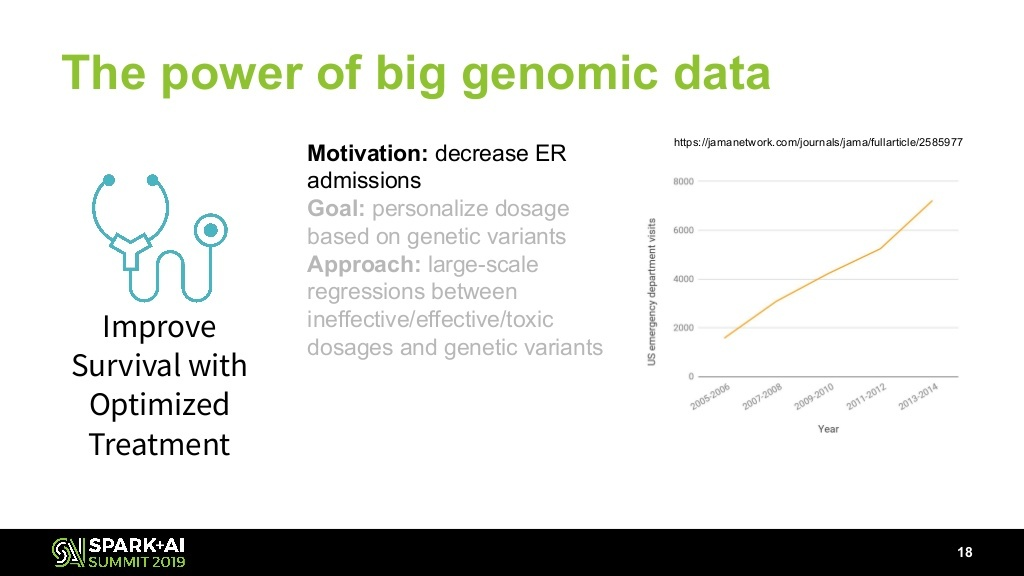 The power of big genomic data
Motivation: decrease ER
admissions
Goal: personalize dosage
based on genetic variants
Approach: large-scale
regressions between
ineffective/effective/toxic
dosages and genetic variants
Improve
Survival with
Optimized
Treatment
https://jamanetwork.com/journals/jama/fullarticle/2585977
US emergency department visits
8000
6000
4000
2000
0
2005-2006
2007-2008
2009-2010
2011-2012
2013-2014
Year
SPARK+AI
SUMMIT 2019
18